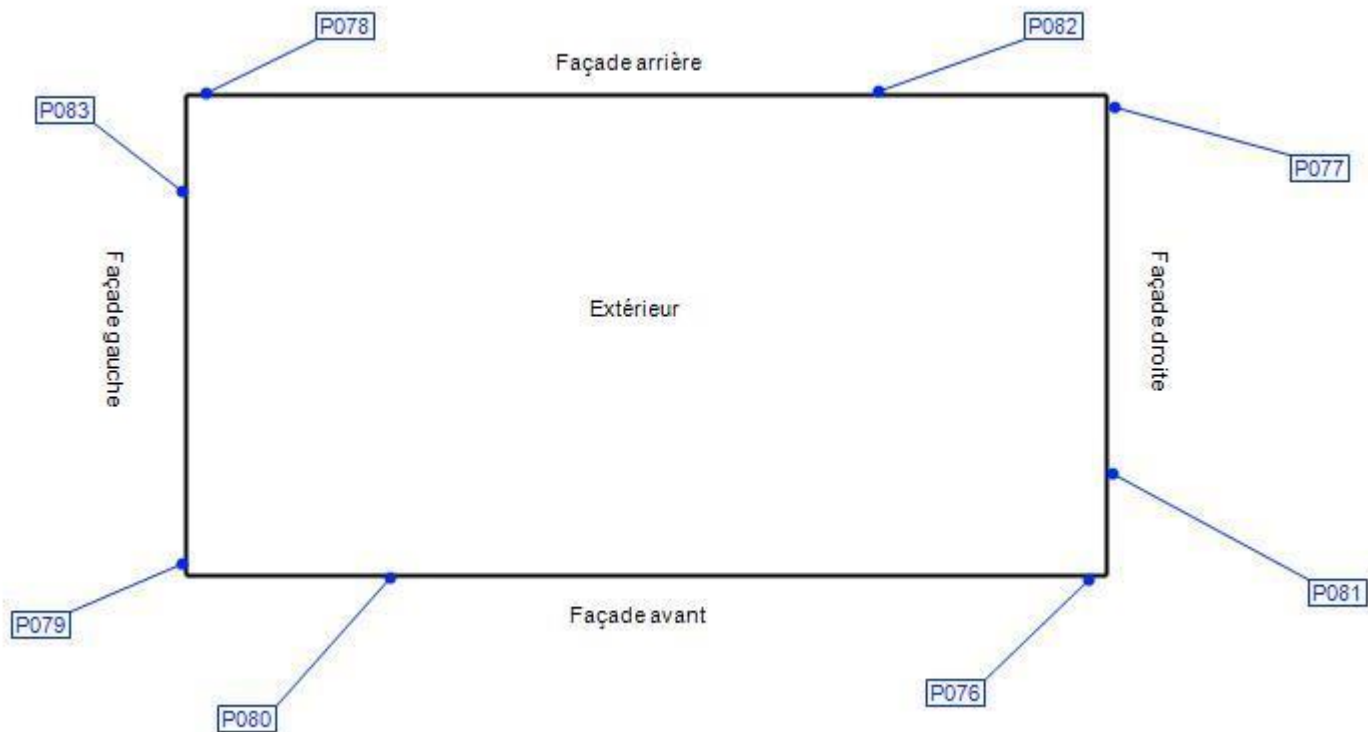 P078
P082
Façade arrière
P083
P077
Façade gauche
Extérieur
Façade droite
P081
P079
Façade avant
P076
P080